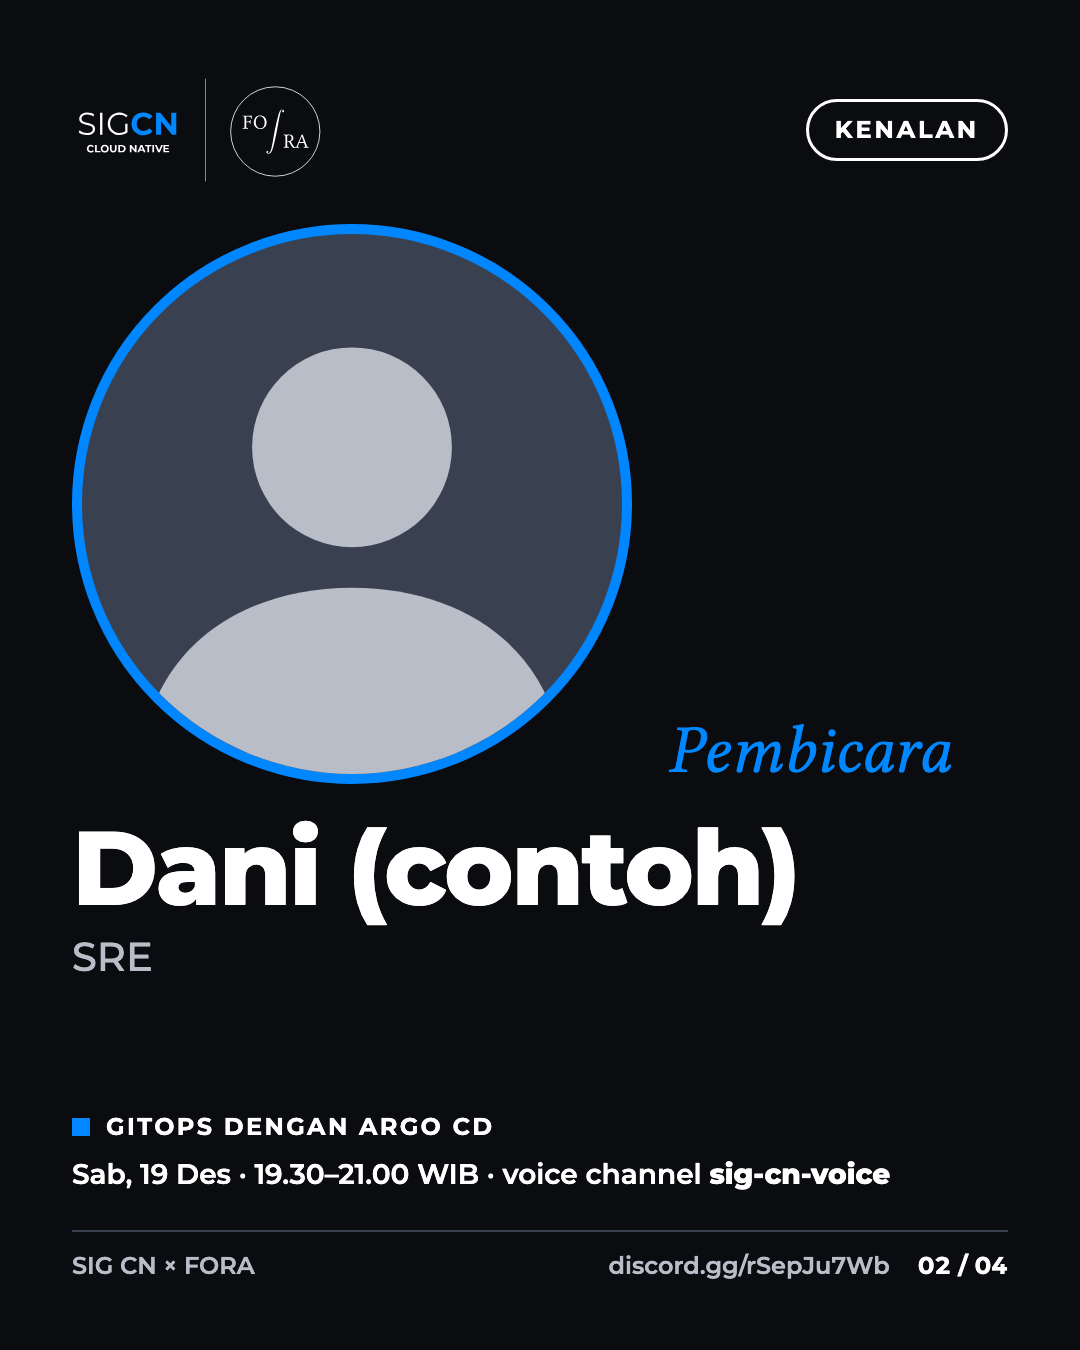 SIGCN
CLOUD NATIVE
FO
RA
KENALAN
Pembicara
Dani (contoh)
SRE
GITOPS DENGAN ARGO CD
Sab, 19 Des · 19.30–21.00 WIB · voice channel sig-cn-voice
SIG CN × FORA
discord.gg/rSepJu7Wb 02 / 04